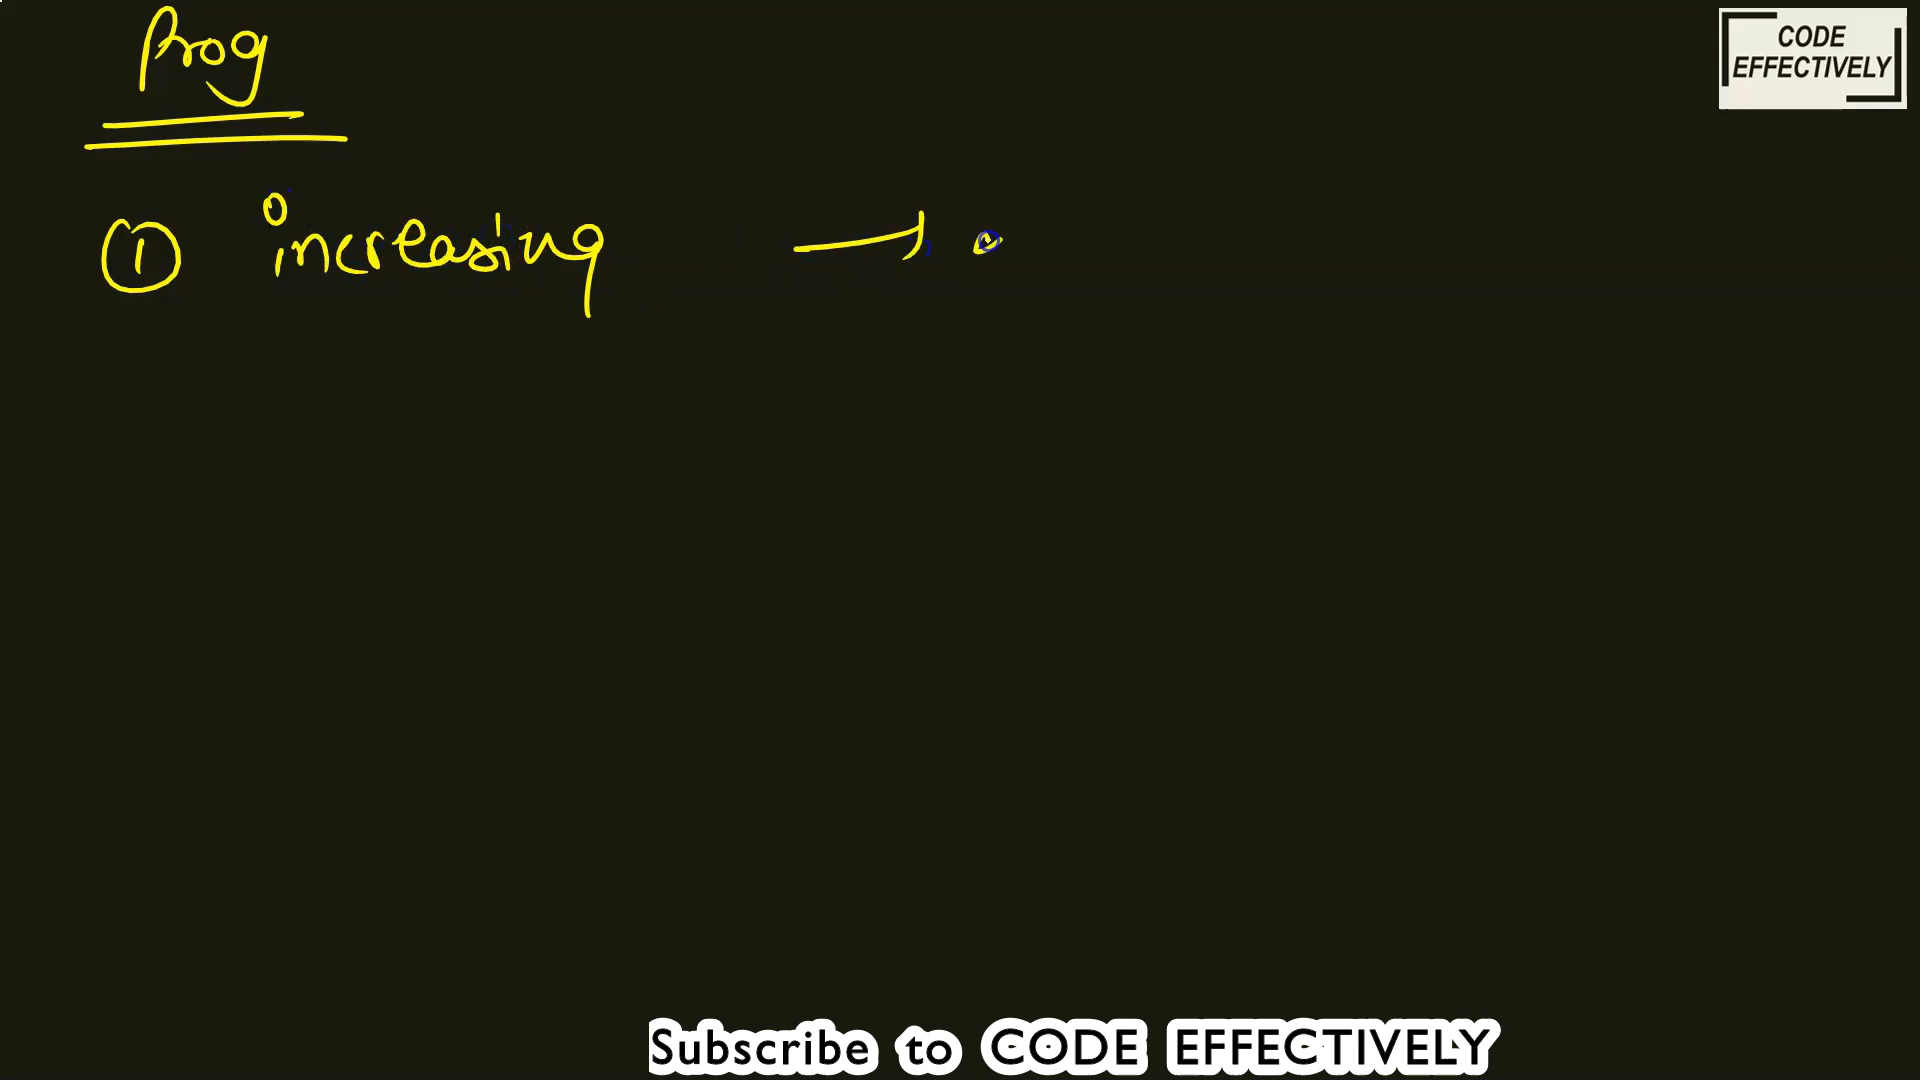 Prog
CODE
EFFECTIVELY
① increasing →
Subscribe to CODE EFFECTIVELY